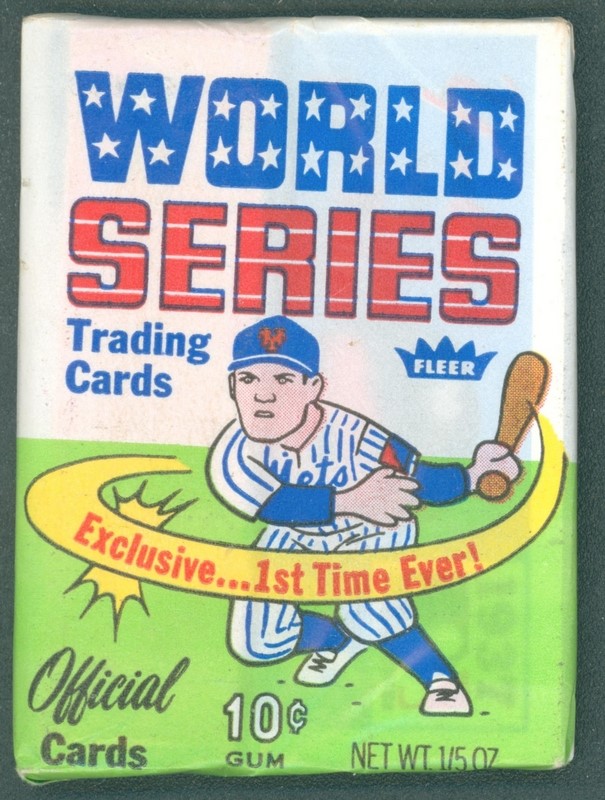 WORLD
SERIES
Trading
Cards
FLEER
Mets
Exclusive...1st Time Ever!
Official
Cards
10¢
GUM
NET WT. 1/5 OZ